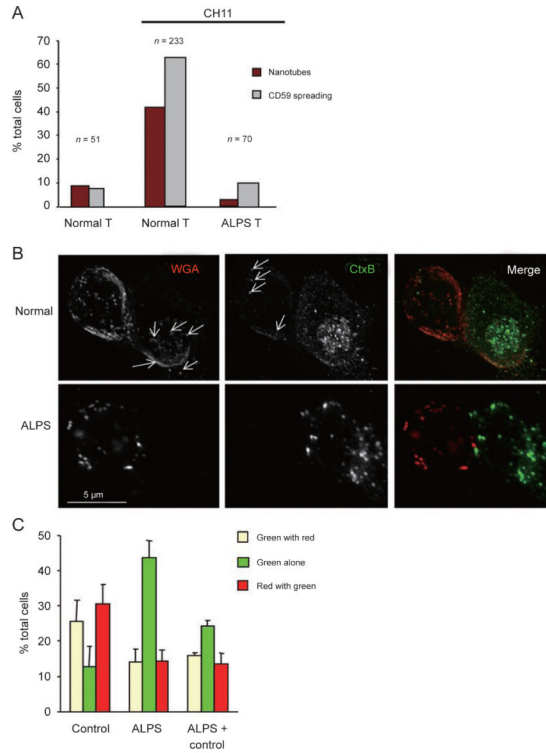 A
CH11
% total cells
70
60
50
40
30
20
10
0
n = 51
n = 233
n = 70
Nanotubes
CD59 spreading
Normal T
Normal T
ALPS T
B
WGA
CtxB
Merge
Normal
ALPS
5 µm
C
% total cells
50
40
30
20
10
0
Green with red
Green alone
Red with green
Control
ALPS
ALPS +
control